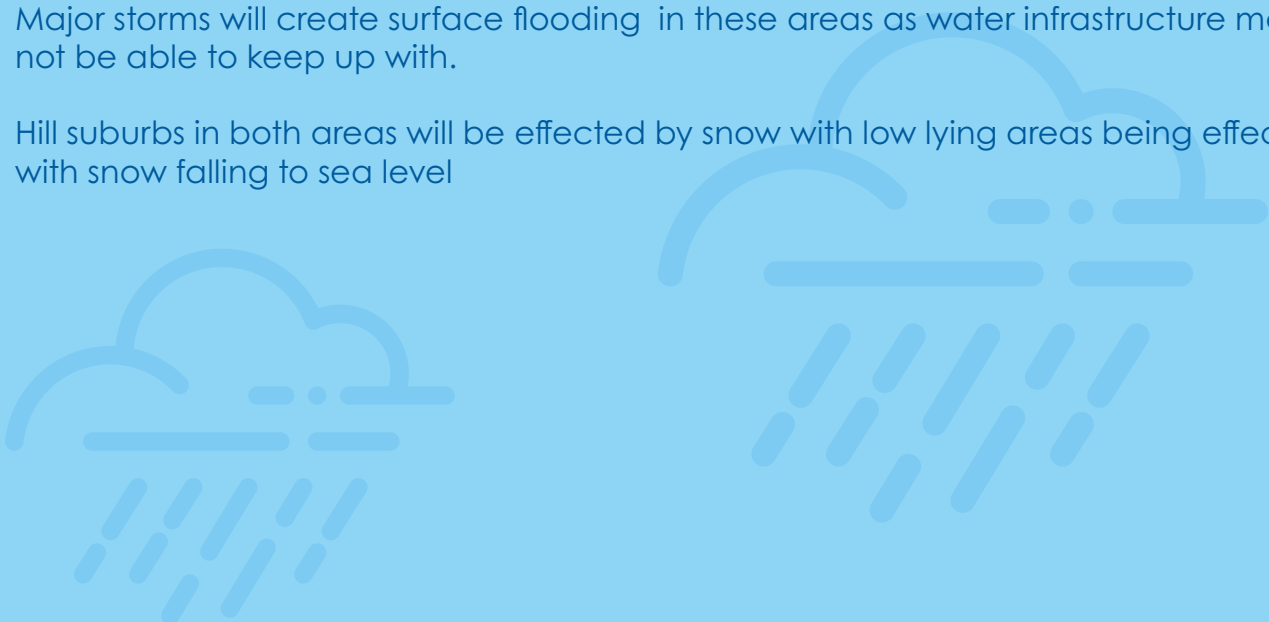 Major storms will create surface flooding  in these areas as water infrastructure
not be able to keep up with.
Hill suburbs in both areas will be effected by snow with low lying areas being
with snow falling to sea level